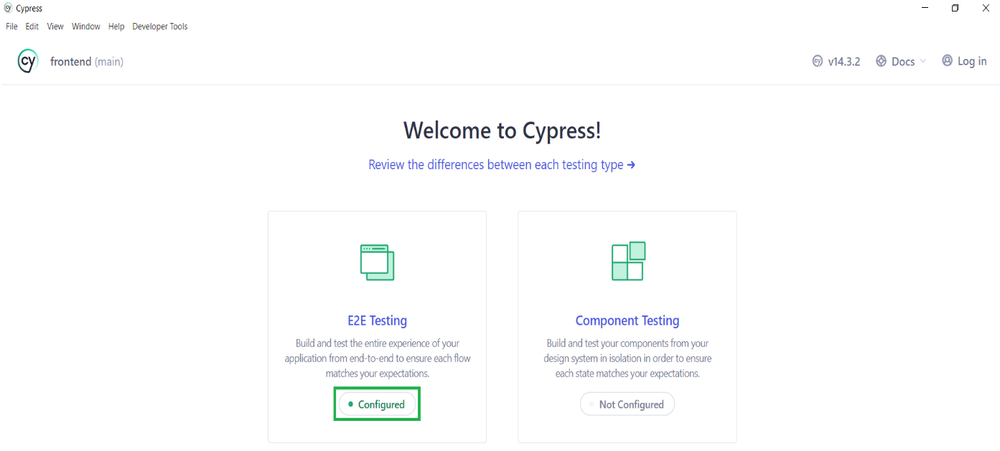 cy Cypress
File Edit View Window Help Developer Tools
cy frontend (main) cy v14.3.2 Docs Log in
Welcome to Cypress!
Review the differences between each testing type →
E2E Testing
Build and test the entire experience of your
application from end-to-end to ensure each flow
matches your expectations.
Configured
Component Testing
Build and test your components from your
design system in isolation in order to ensure
each state matches your expectations.
Not Configured